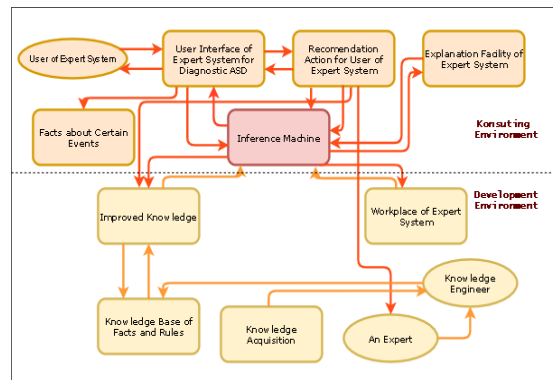 User of Expert System
User Interface of
Expert System for
Diagnostic ASD
Recomendation
Action for User of
Expert System
Explanation Facility of
Expert System
Facts about Certain
Events
Inference Machine
Konsuting
Environment
Development
Environment
Improved Knowledge
Workplace of Expert
System
Knowledge
Engineer
Knowledge Base of
Facts and Rules
Knowledge
Acquisition
An Expert